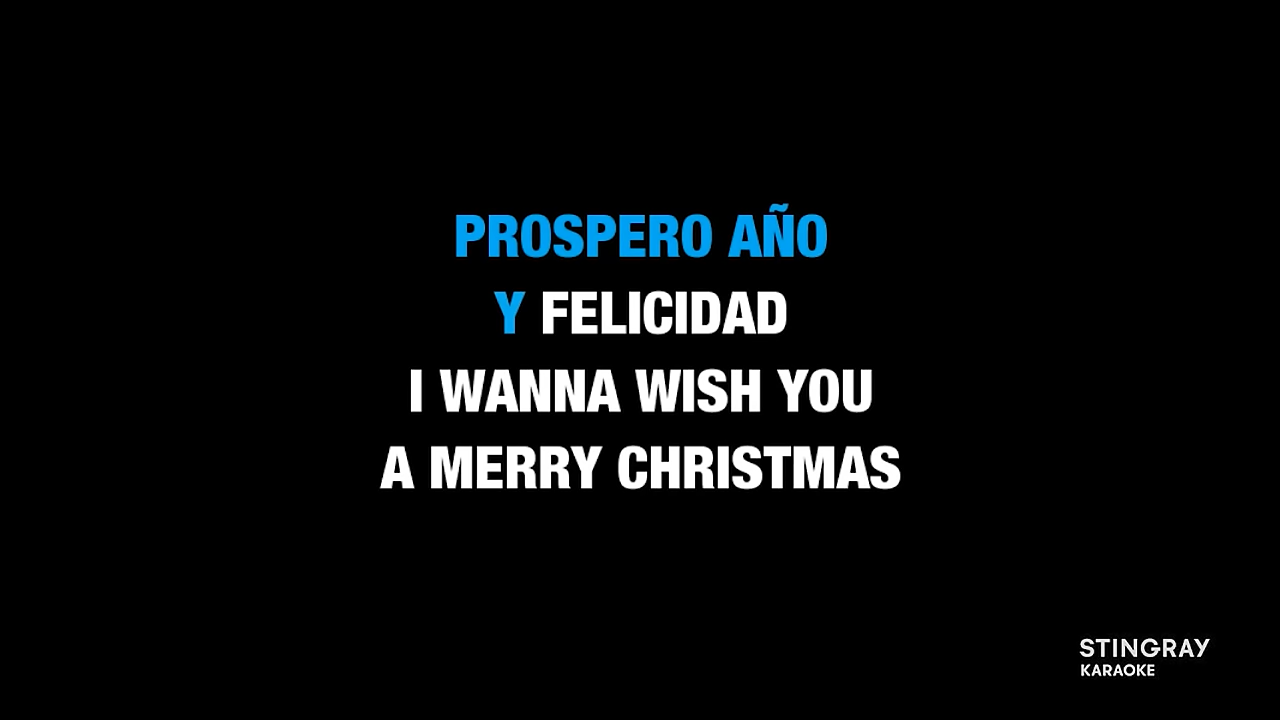 PROSPERO AÑO
Y FELICIDAD
I WANNA WISH YOU
A MERRY CHRISTMAS
STINGRAY
KARAOKE